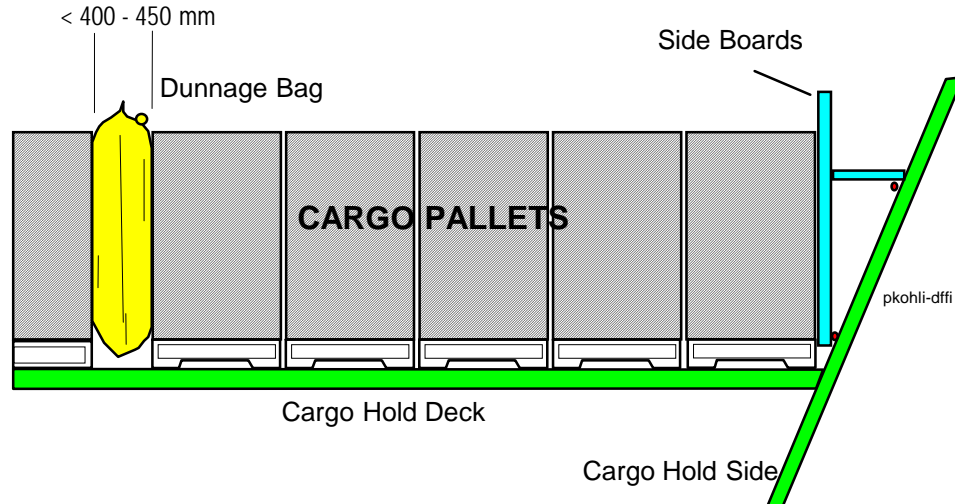 < 400 - 450 mm
Side Boards
Dunnage Bag
CARGO PALLETS
pkohli-dffi
Cargo Hold Deck
Cargo Hold Side